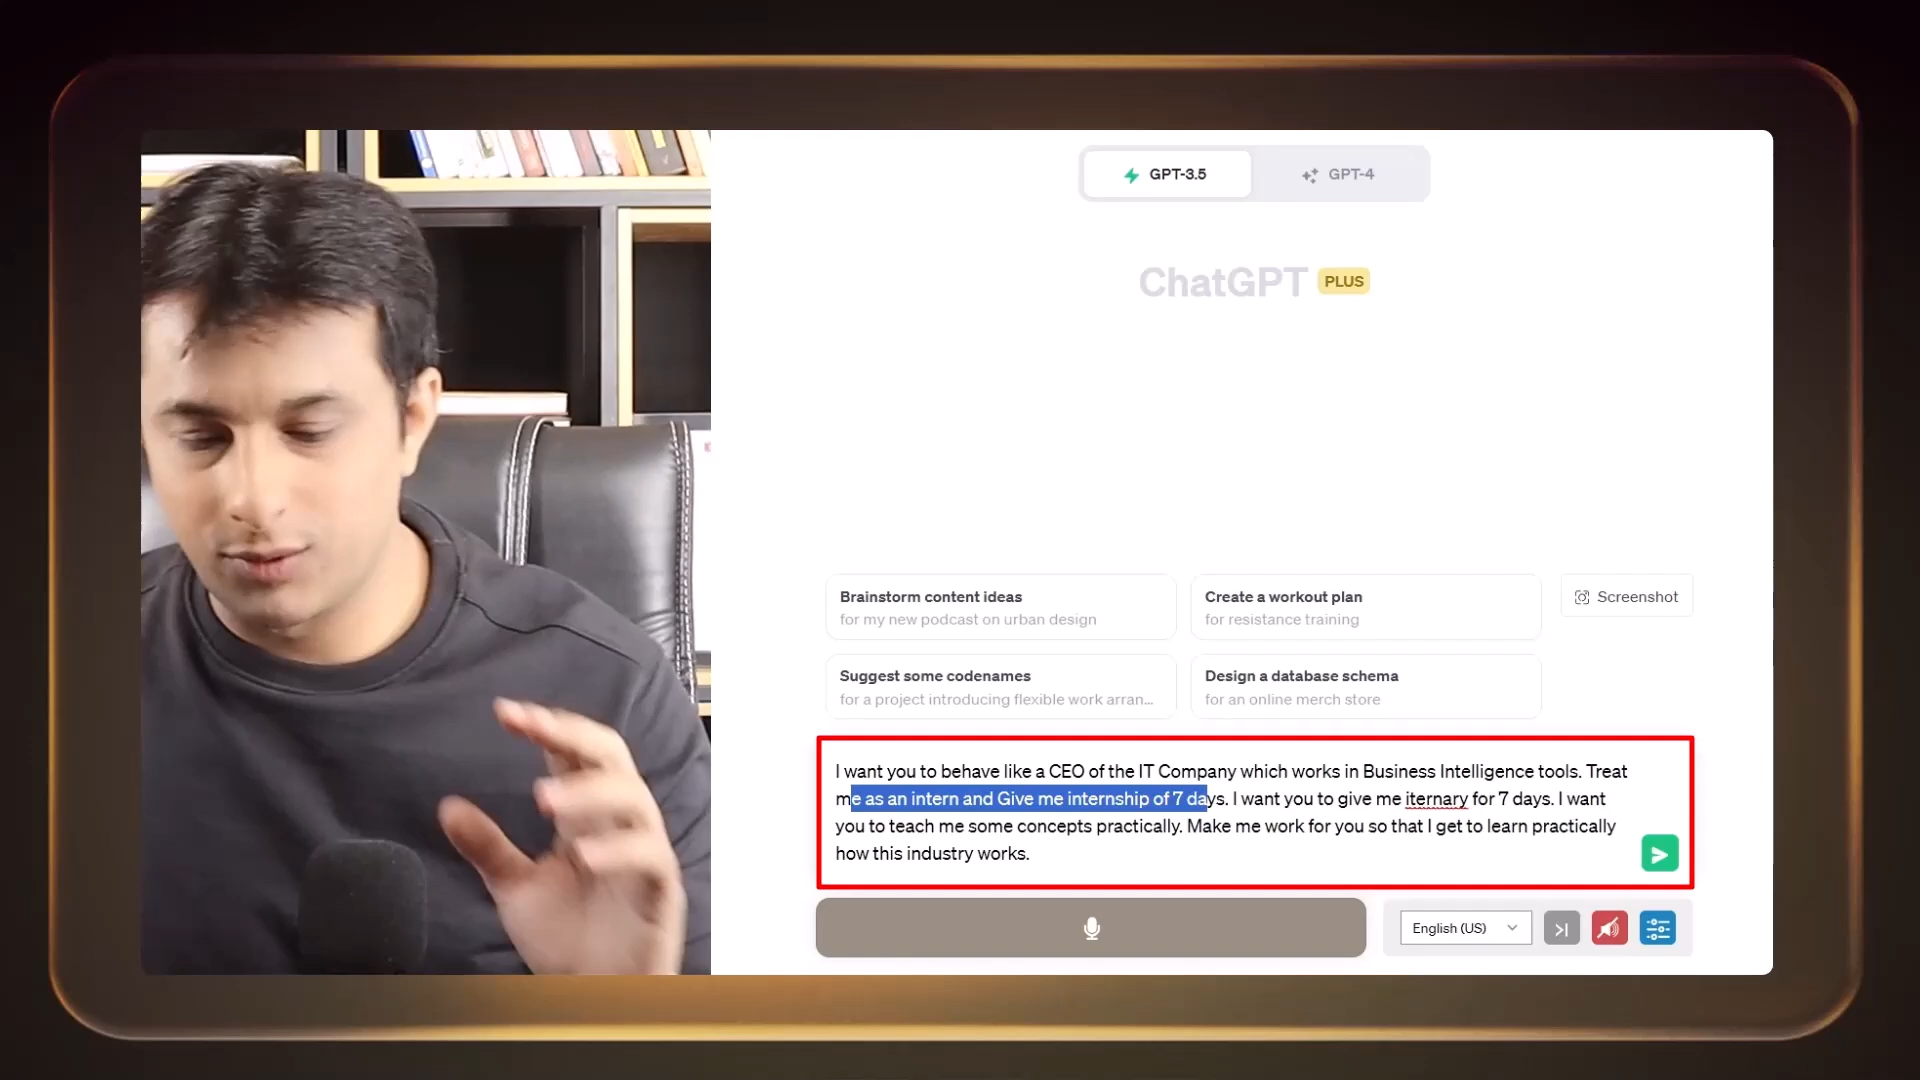 GPT-3.5
GPT-4
ChatGPT PLUS
Brainstorm content ideas
for my new podcast on urban design
Create a workout plan
for resistance training
Screenshot
Suggest some codenames
for a project introducing flexible work arran...
Design a database schema
for an online merch store
I want you to behave like a CEO of the IT Company which works in Business Intelligence tools. Treat
me as an intern and Give me internship of 7 days. I want you to give me iternary for 7 days. I want
you to teach me some concepts practically. Make me work for you so that I get to learn practically
how this industry works.
English (US)